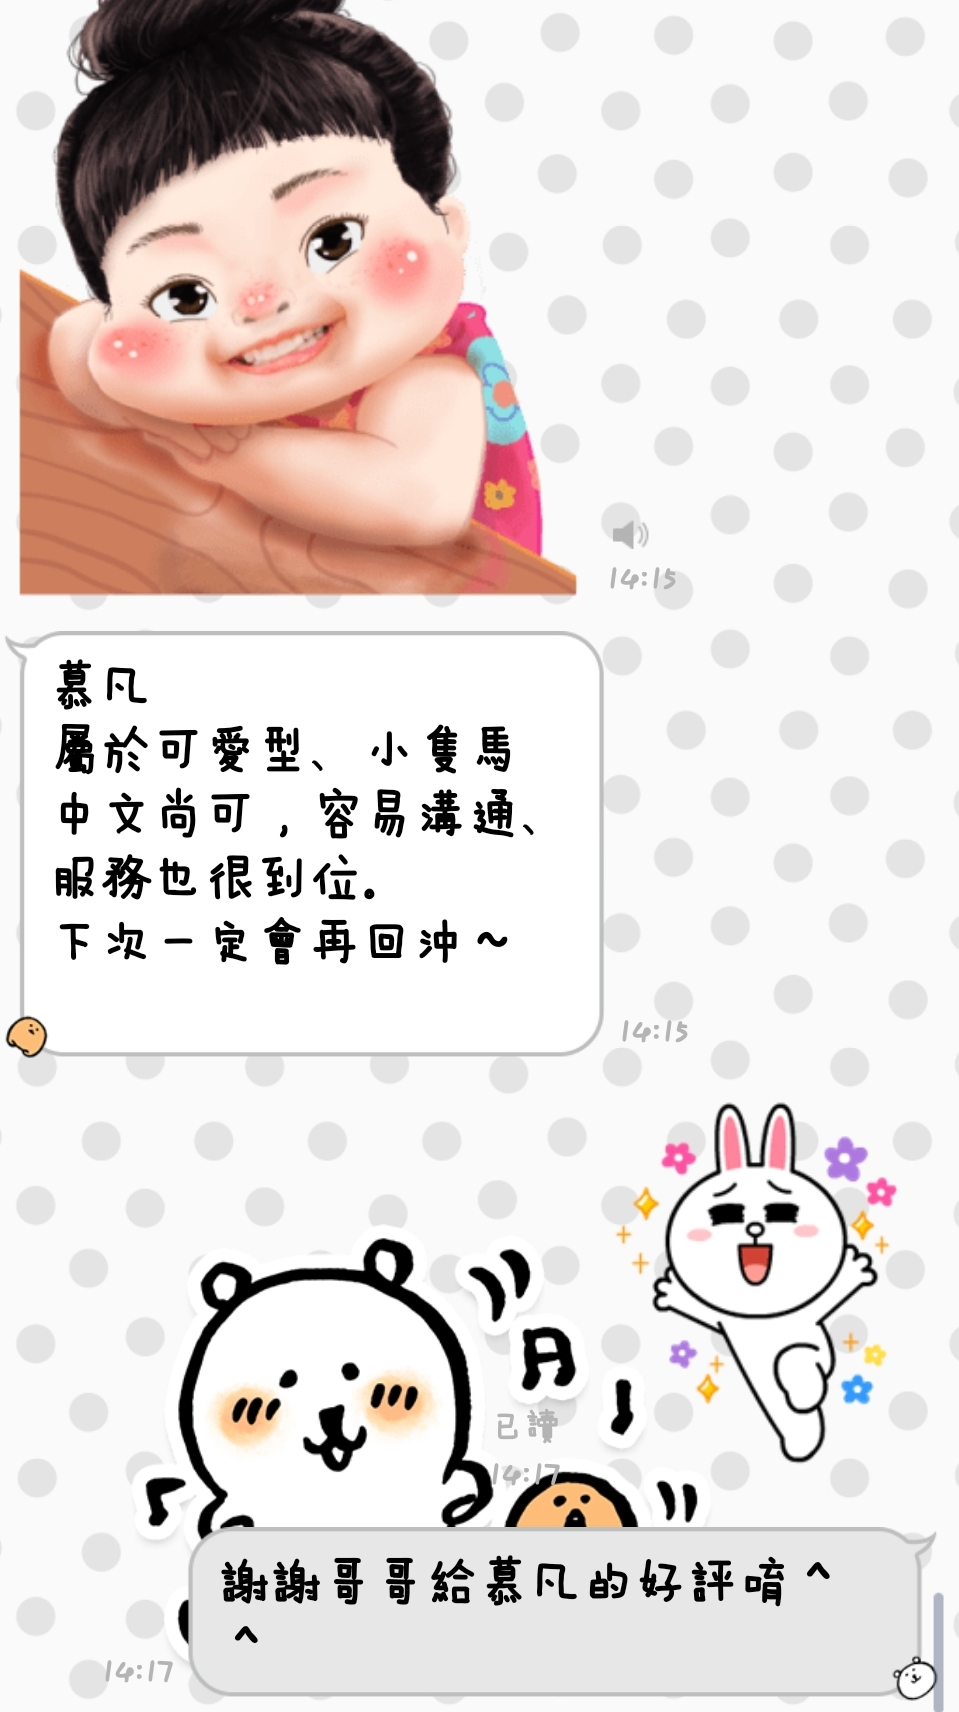 14:15
慕凡
屬於可愛型、小隻馬
中文尚可，容易溝通、
服務也很到位。
下次一定會再回沖～
14:15
已讀
14:17
謝謝哥哥給慕凡的好評唷^
^
14:17